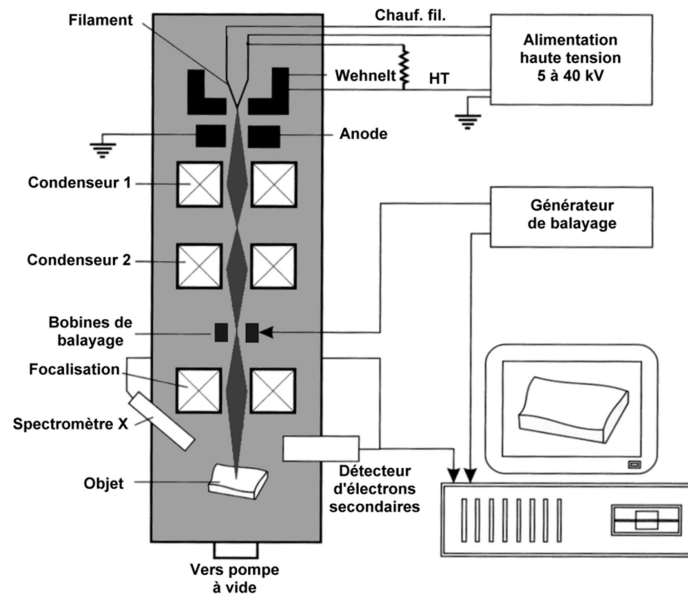 Filament
Chauf. fil.
Wehnelt
HT
Alimentation
haute tension
5 à 40 kV
Anode
Condenseur 1
Générateur
de balayage
Condenseur 2
Bobines de
balayage
Focalisation
Spectromètre X
Objet
Détecteur
d'électrons
secondaires
Vers pompe
à vide